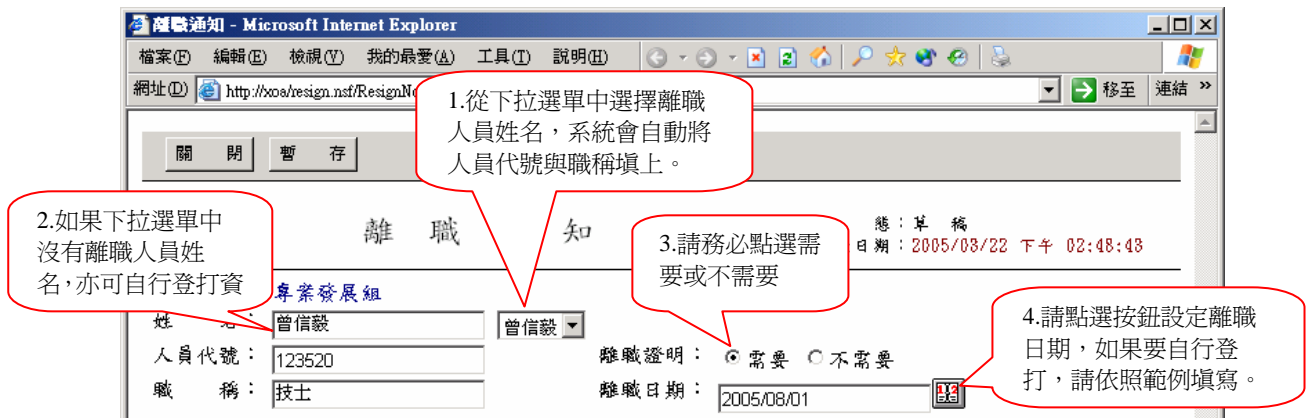 離職通知 - Microsoft Internet Explorer
檔案(F) 編輯(E) 檢視(V) 我的最愛(A) 工具(T) 說明(H)
網址(D) http://xoa/resign.nsf/ResignNo 移至 連結 »
關 閉 暫 存
1.從下拉選單中選擇離職
人員姓名,系統會自動將
人員代號與職稱填上。
2.如果下拉選單中
沒有離職人員姓
名,亦可自行登打資
離 職 知
態:草 稿
日期:2005/08/22 下午 02:48:43
3.請務必點選需
要或不需要
專案發展組
姓 名: 曾信毅 曾信毅
人員代號: 123520 離職證明: 需要 不需要
職 稱: 技士 離職日期: 2005/08/01
4.請點選按鈕設定離職
日期,如果要自行登
打,請依照範例填寫。